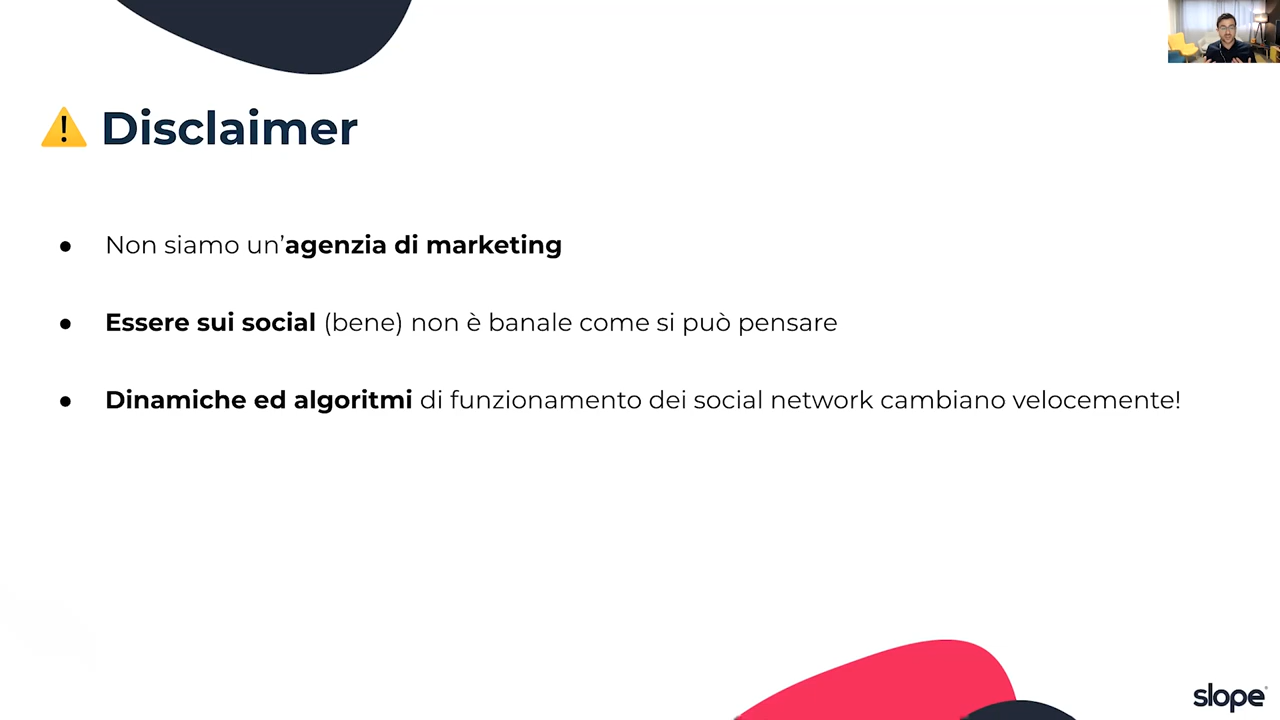 ⚠️ Disclaimer
● Non siamo un’agenzia di marketing
● Essere sui social (bene) non è banale come si può pensare
● Dinamiche ed algoritmi di funzionamento dei social network cambiano velocemente!
slope